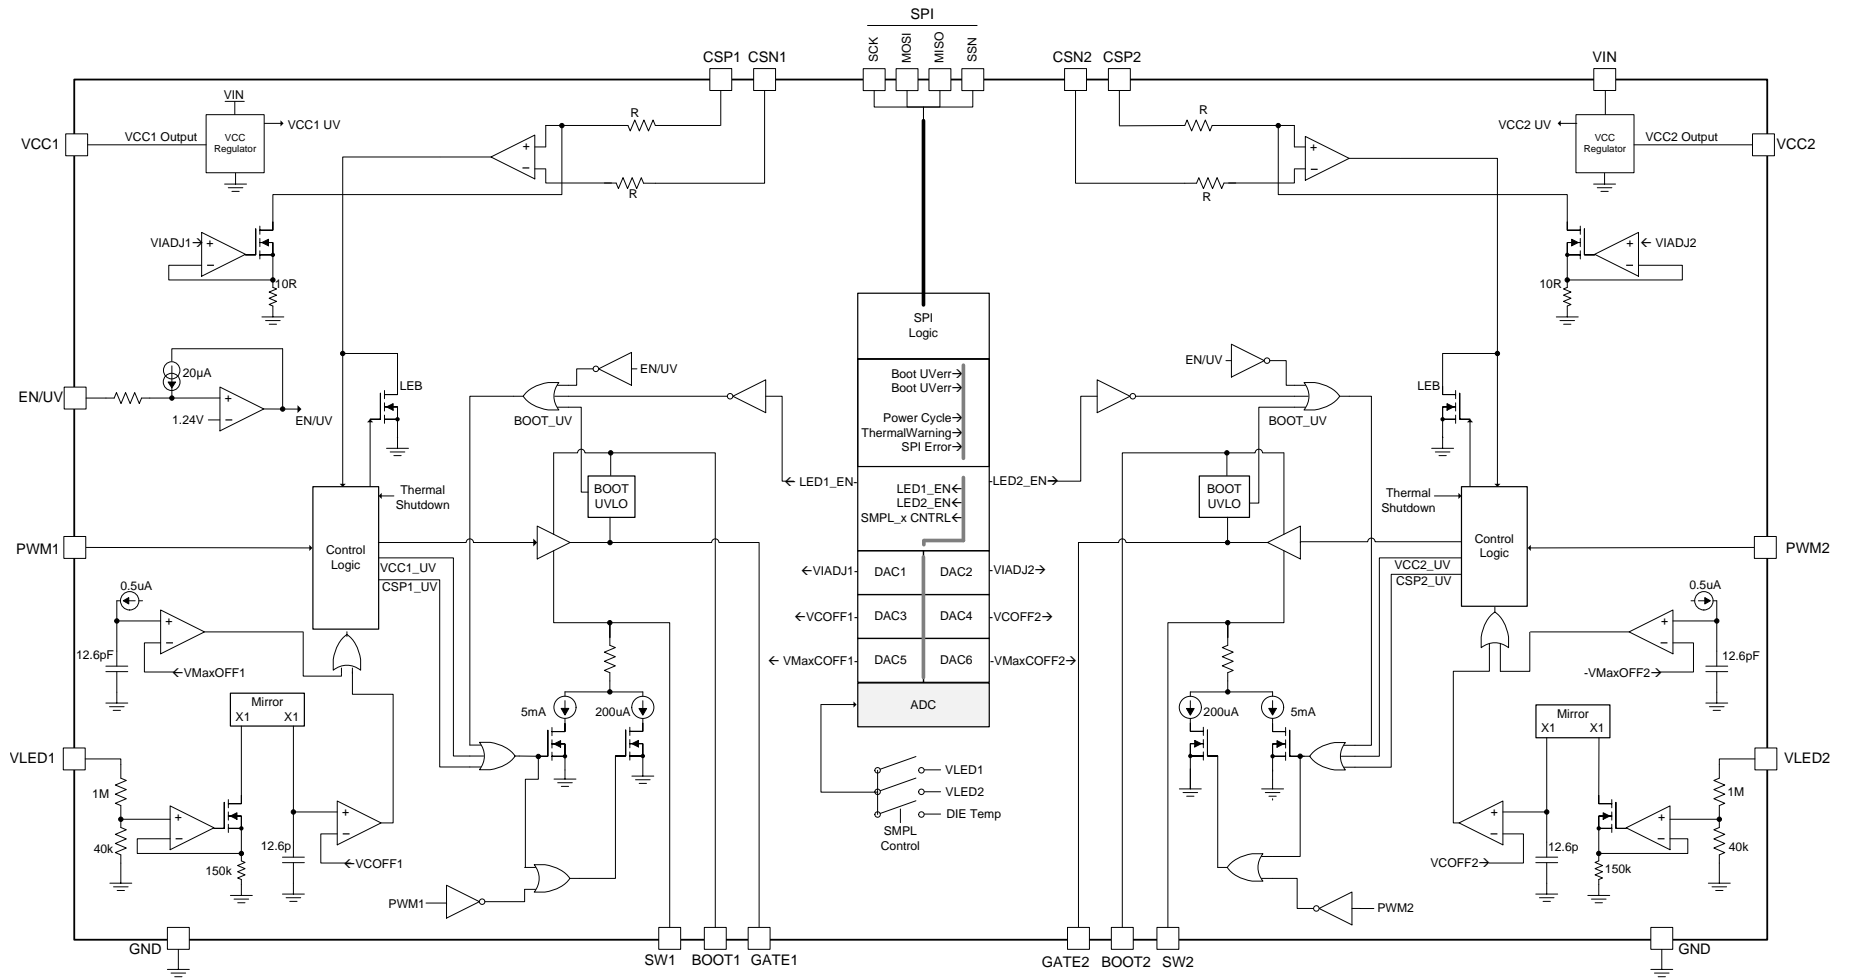 SPI
SCK
MOSI
MISO
SSN
CSP1
CSN1
CSN2
CSP2
VIN
VIN
VCC1
VCC1 Output
VCC
Regulator
VCC1 UV
R
R
R
R
VCC2 UV
VCC
Regulator
VCC2 Output
VCC2
VIADJ1
+
−
10R
+
−
+
−
VIADJ2
+
−
10R
SPI
Logic
EN/UV
20µA
1.24V
+
−
EN/UV
LEB
EN/UV
BOOT_UV
Boot UVerr
Boot UVerr
Power Cycle
ThermalWarning
SPI Error
EN/UV
BOOT_UV
LEB
Thermal
Shutdown
BOOT
UVLO
LED1_EN
LED1_EN
LED2_EN
SMPL_x CNTRL
LED2_EN
BOOT
UVLO
Thermal
Shutdown
PWM1
Control
Logic
VCC1_UV
CSP1_UV
VIADJ1
DAC1
DAC2
VIADJ2
VCC2_UV
CSP2_UV
Control
Logic
PWM2
0.5uA
+
−
12.6pF
VMaxOFF1
VCOFF1
DAC3
DAC4
VCOFF2
VMaxCOFF1
DAC5
DAC6
VMaxCOFF2
ADC
0.5uA
+
−
12.6pF
-VMaxOFF2
Mirror
X1
X1
5mA
200uA
200uA
5mA
Mirror
X1
X1
VLED1
1M
40k
+
−
150k
12.6p
+
−
VCOFF1
VLED1
VLED2
DIE Temp
SMPL
Control
VLED2
1M
40k
+
−
150k
12.6p
+
−
VCOFF2
PWM1
PWM2
GND
SW1
BOOT1
GATE1
GATE2
BOOT2
SW2
GND